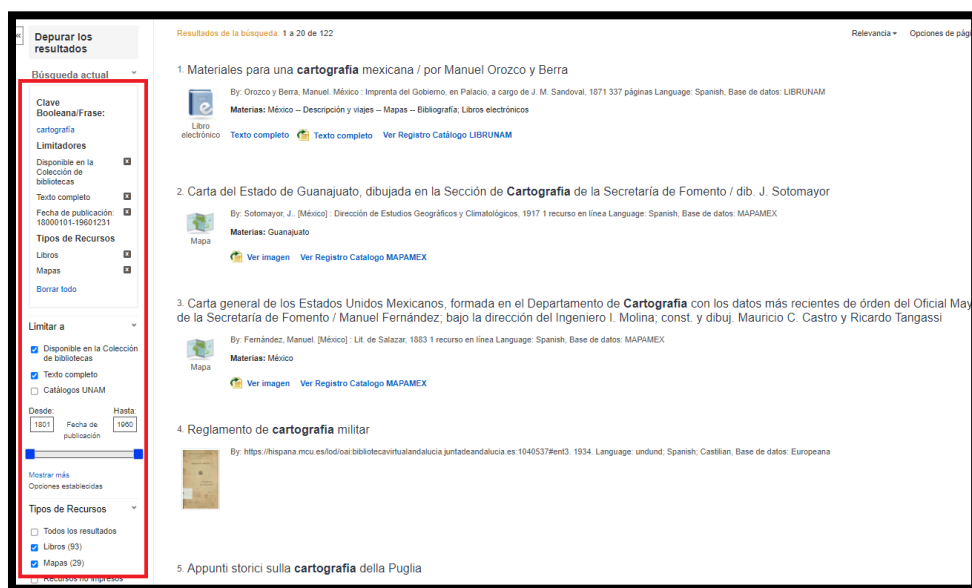 Depurar los
resultados
Búsqueda actual
Clave
Booleana/Frase:
cartografía
Limitadores
Disponible en la
Colección de
bibliotecas
Texto completo
Fecha de publicación:
18000101-19601231
Tipos de Recursos
Libros
Mapas
Borrar todo
Limitar a
Disponible en la Colección
de bibliotecas
Texto completo
Catálogos UNAM
Desde: Hasta:
1801 Fecha de publicación 1960
Mostrar más
Opciones establecidas
Tipos de Recursos
Todos los resultados
Libros (93)
Mapas (29)
Recursos no impresos
Resultados de la búsqueda: 1 a 20 de 122
Relevancia Opciones de pági
1. Materiales para una cartografia mexicana / por Manuel Orozco y Berra
By: Orozco y Berra, Manuel. México : Imprenta del Gobierno, en Palacio, a cargo de J. M. Sandoval, 1871 337 páginas Language: Spanish, Base de datos: LIBRUNAM
Materias: México -- Descripción y viajes -- Mapas -- Bibliografía; Libros electrónicos
Libro
electrónico
Texto completo Texto completo Ver Registro Catálogo LIBRUNAM
2. Carta del Estado de Guanajuato, dibujada en la Sección de Cartografia de la Secretaría de Fomento / dib. J. Sotomayor
By: Sotomayor, J.. [México] : Dirección de Estudios Geográficos y Climatológicos, 1917 1 recurso en línea Language: Spanish, Base de datos: MAPAMEX
Materias: Guanajuato
Mapa
Ver imagen Ver Registro Catalogo MAPAMEX
3. Carta general de los Estados Unidos Mexicanos, formada en el Departamento de Cartografia con los datos más recientes de órden del Oficial May
de la Secretaría de Fomento / Manuel Fernández; bajo la dirección del Ingeniero I. Molina; const. y dibuj. Mauricio C. Castro y Ricardo Tangassi
By: Fernández, Manuel. [México] : Lit. de Salazar, 1883 1 recurso en línea Language: Spanish, Base de datos: MAPAMEX
Materias: México
Mapa
Ver imagen Ver Registro Catalogo MAPAMEX
4. Reglamento de cartografia militar
By: https://hispana.mcu.es/lod/oai:bibliotecavirtualandalucia.juntadeandalucia.es:1040537#ent3. 1934. Language: undund; Spanish; Castilian, Base de datos: Europeana
5. Appunti storici sulla cartografia della Puglia